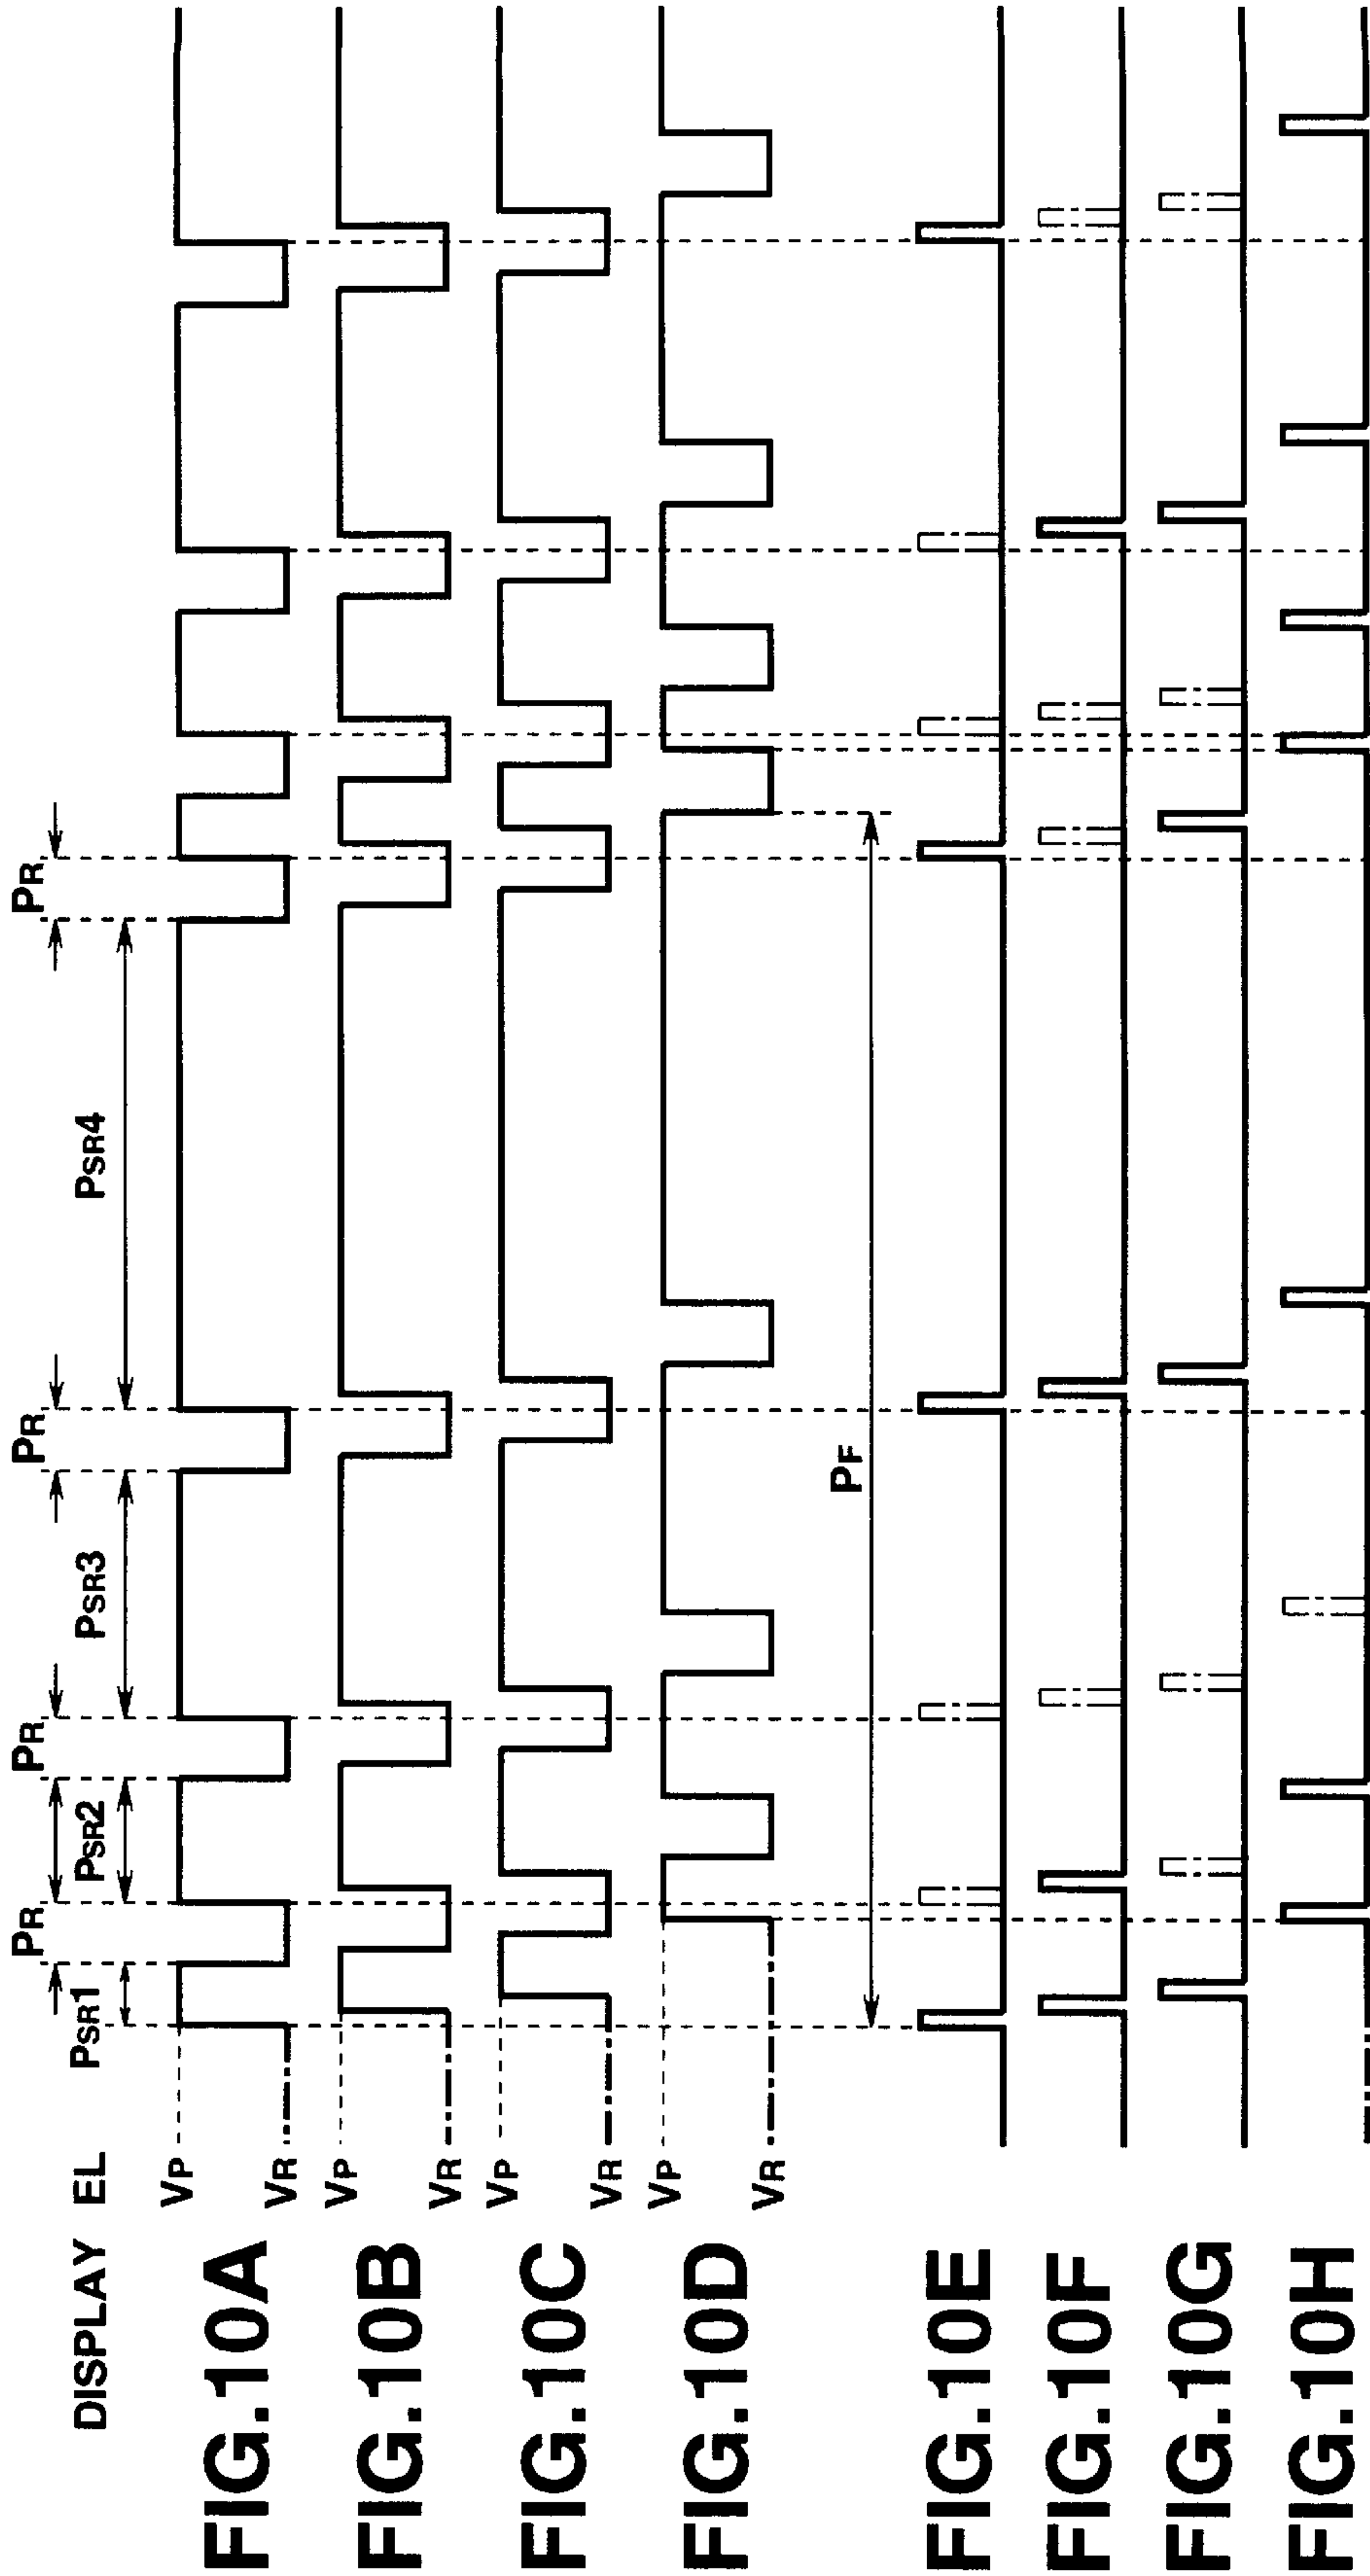 DISPLAY EL
PR PR PR PR
PSR1 PSR2 PSR3 PSR4
FIG.10A
VP
VR
FIG.10B
VP
VR
FIG.10C
VP
VR
FIG.10D
VP
VR
PF
FIG.10E
FIG.10F
FIG.10G
FIG.10H